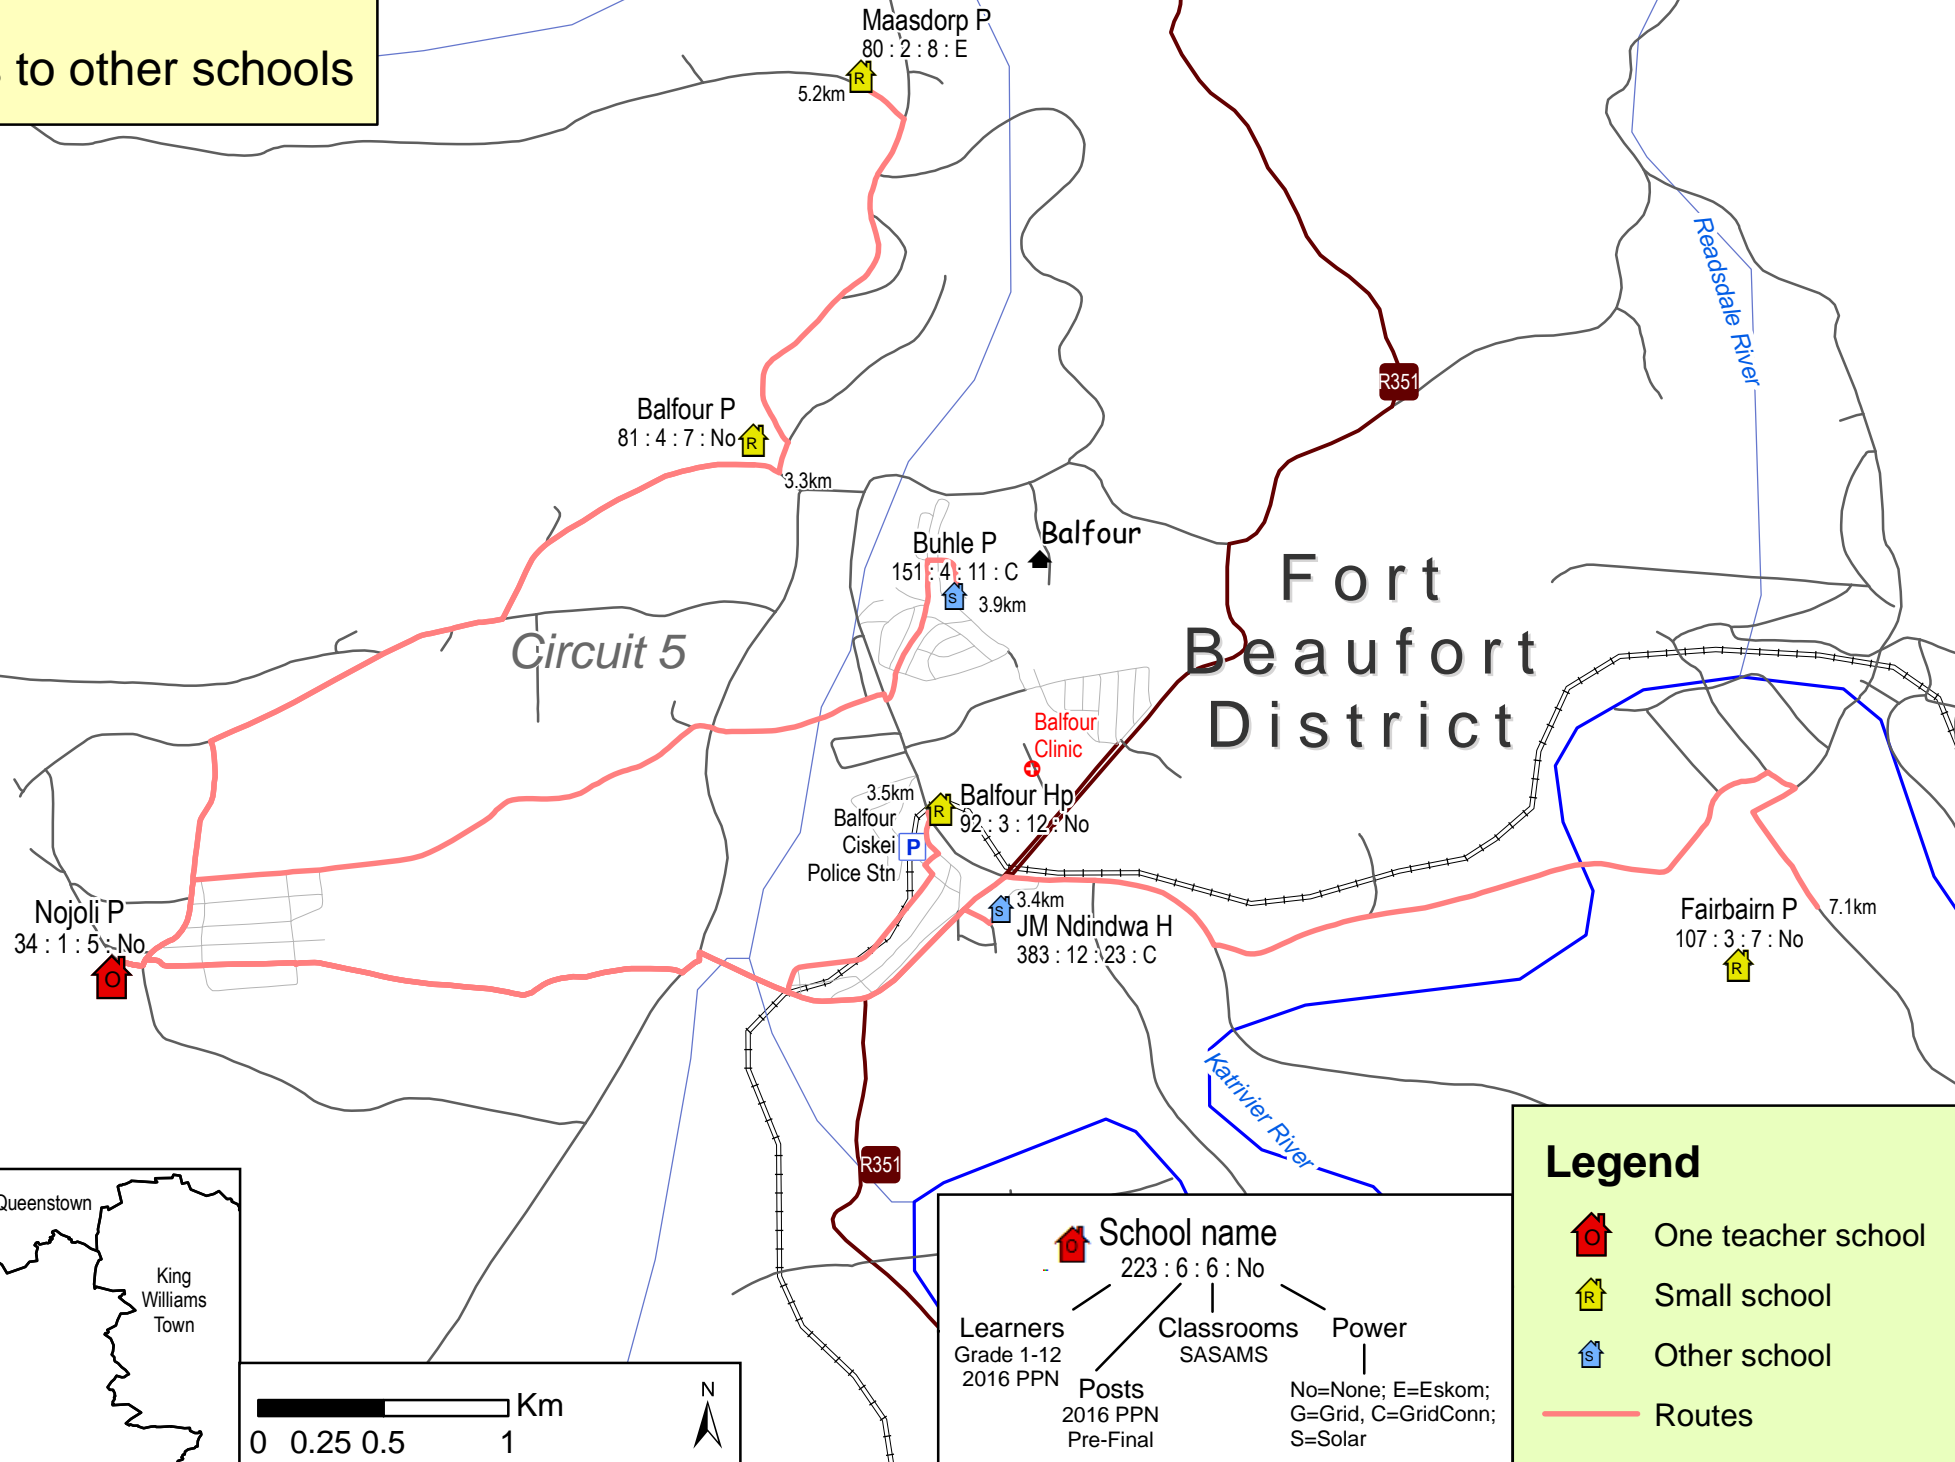 to other schools
Maasdorp P
80 : 2 : 8 : E
R
5.2km
Readsdale River
R351
Balfour P
81 : 4 : 7 : No
R
3.3km
Buhle P
151 : 4 : 11 : C
S
3.9km
Balfour
Fort
Beaufort
District
Circuit 5
Balfour
Clinic
3.5km
R
Balfour Hp
92 : 3 : 12 : No
Balfour
Ciskei
Police Stn
P
Nojoli P
34 : 1 : 5 : No
O
S
3.4km
JM Ndindwa H
383 : 12 : 23 : C
Fairbairn P
107 : 3 : 7 : No
R
7.1km
Katrivier River
R351
Queenstown
King
Williams
Town
Km
0 0.25 0.5 1
N
O
School name
223 : 6 : 6 : No
Learners
Grade 1-12
2016 PPN
Posts
2016 PPN
Pre-Final
Classrooms
SASAMS
Power
No=None; E=Eskom;
G=Grid, C=GridConn;
S=Solar
Legend
O One teacher school
R Small school
S Other school
Routes